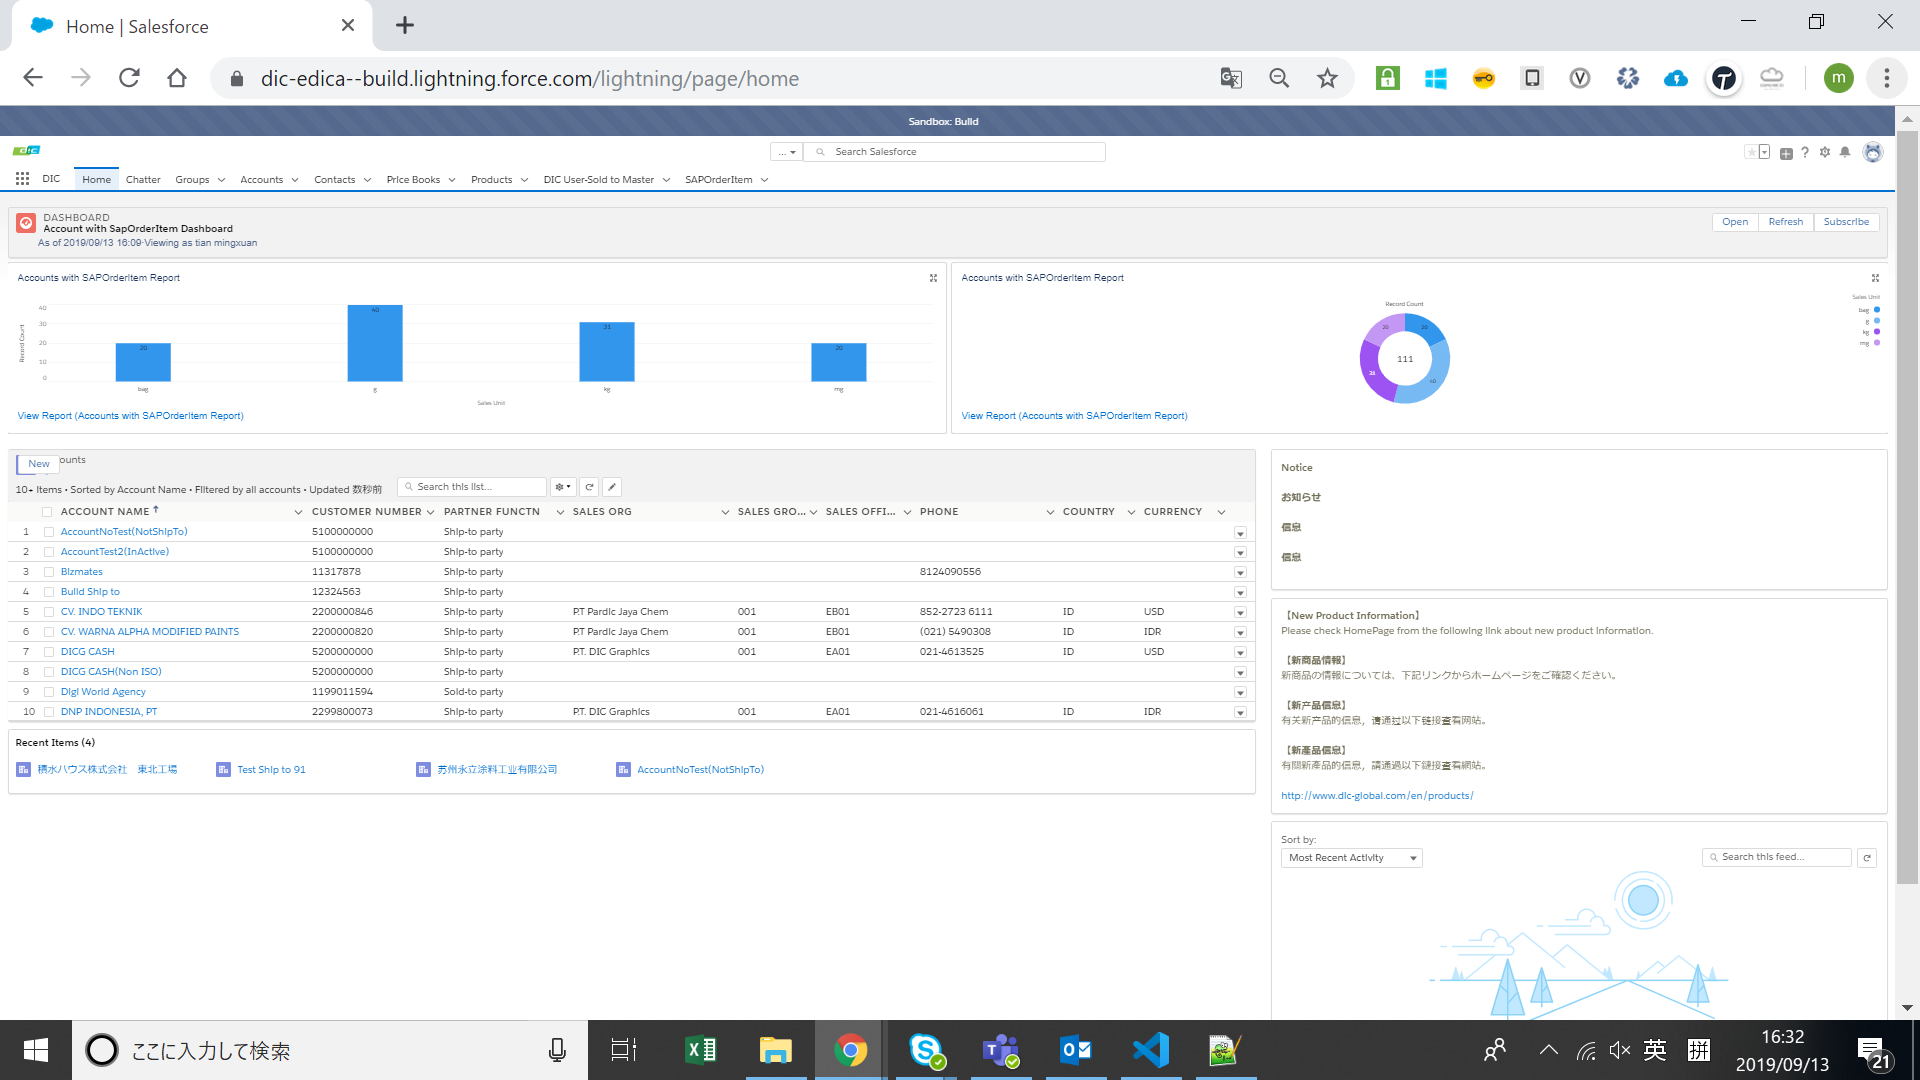 Home | Salesforce
dic-edica--build.lightning.force.com/lightning/page/home
m
Sandbox: Build
DIC
... Search Salesforce
DIC Home Chatter Groups Accounts Contacts Price Books Products DIC User-Sold to Master SAPOrderItem
DASHBOARD
Account with SapOrderItem Dashboard
As of 2019/09/13 16:09·Viewing as tian mingxuan
Open Refresh Subscribe
Accounts with SAPOrderItem Report
Record Count
40
30
20
10
0
20 40 31 20
bag g kg mg
Sales Unit
View Report (Accounts with SAPOrderItem Report)
Accounts with SAPOrderItem Report
Record Count
Sales Unit
bag
g
kg
mg
20 20
111
31 40
View Report (Accounts with SAPOrderItem Report)
New ounts
10+ Items • Sorted by Account Name • Filtered by all accounts • Updated 数秒前
Search this list...
ACCOUNT NAME ↑ CUSTOMER NUMBER PARTNER FUNCTN SALES ORG SALES GRO... SALES OFFI... PHONE COUNTRY CURRENCY
1 AccountNoTest(NotShipTo) 5100000000 Ship-to party
2 AccountTest2(InActive) 5100000000 Ship-to party
3 Bizmates 11317878 Ship-to party 8124090556
4 Build Ship to 12324563 Ship-to party
5 CV. INDO TEKNIK 2200000846 Ship-to party P.T Pardic Jaya Chem 001 EB01 852-2723 6111 ID USD
6 CV. WARNA ALPHA MODIFIED PAINTS 2200000820 Ship-to party P.T Pardic Jaya Chem 001 EB01 (021) 5490308 ID IDR
7 DICG CASH 5200000000 Ship-to party P.T. DIC Graphics 001 EA01 021-4613525 ID USD
8 DICG CASH(Non ISO) 5200000000 Ship-to party
9 Digi World Agency 1199011594 Sold-to party
10 DNP INDONESIA, PT 2299800073 Ship-to party P.T. DIC Graphics 001 EA01 021-4616061 ID IDR
Recent Items (4)
積水ハウス株式会社 東北工場 Test Ship to 91 苏州永立涂料工业有限公司 AccountNoTest(NotShipTo)
Notice
お知らせ
信息
信息
【New Product Information】
Please check HomePage from the following link about new product information.
【新商品情報】
新商品の情報については、下記リンクからホームページをご確認ください。
【新产品信息】
有关新产品的信息，请通过以下链接查看网站。
【新產品信息】
有關新產品的信息，請通過以下鏈接查看網站。
http://www.dic-global.com/en/products/
Sort by:
Most Recent Activity
Search this feed...
ここに入力して検索
英 拼
16:32
2019/09/13
21